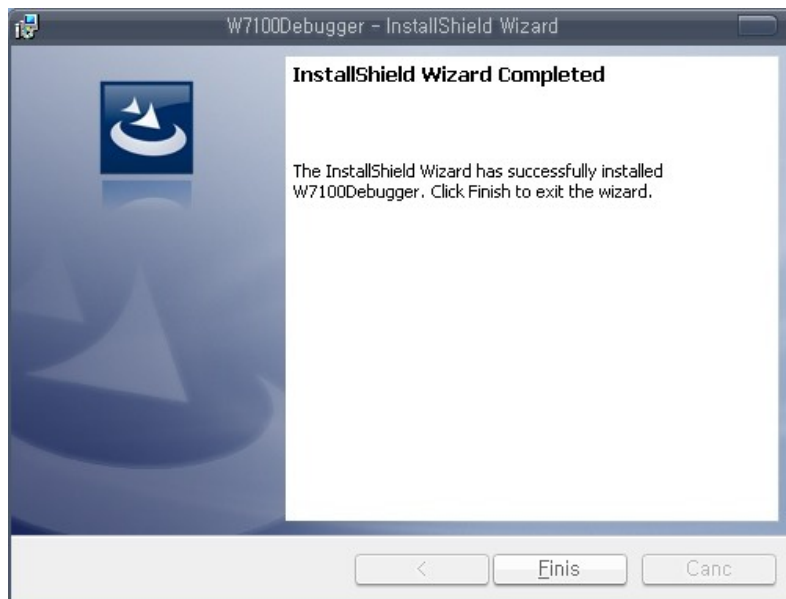 W7100Debugger - InstallShield Wizard
InstallShield Wizard Completed
The InstallShield Wizard has successfully installed
W7100Debugger. Click Finish to exit the wizard.
< Finis Canc